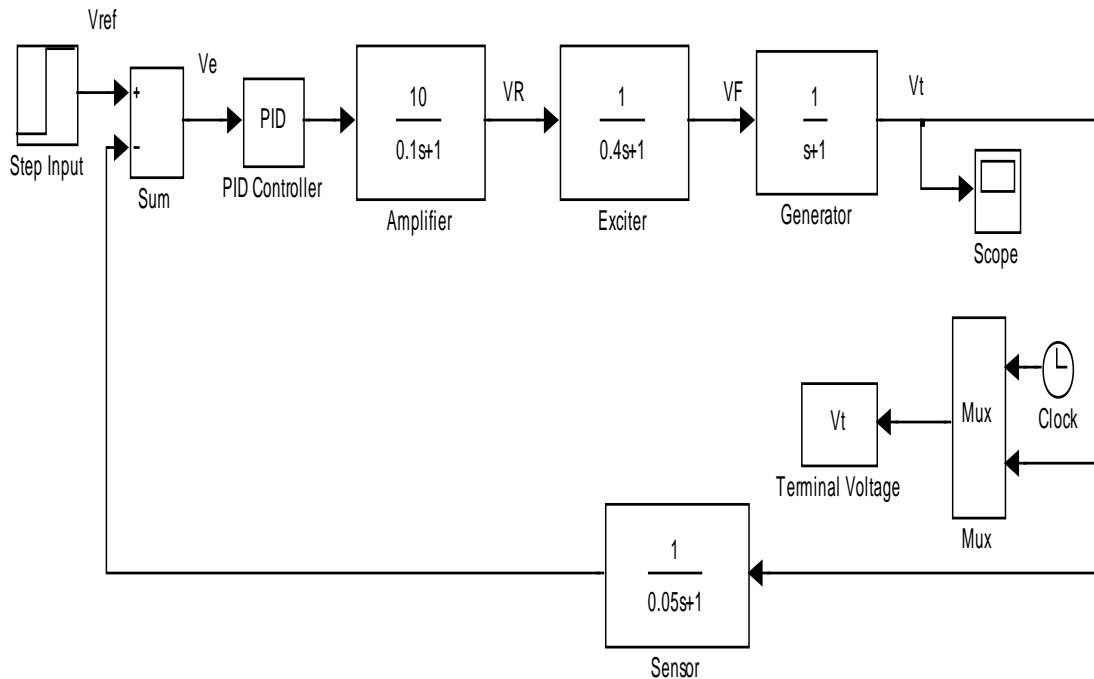 Vref
Step Input
+
-
Sum
Ve
PID
PID Controller
10
0.1s+1
Amplifier
VR
1
0.4s+1
Exciter
VF
1
s+1
Generator
Vt
Scope
Clock
Mux
Mux
Vt
Terminal Voltage
1
0.05s+1
Sensor